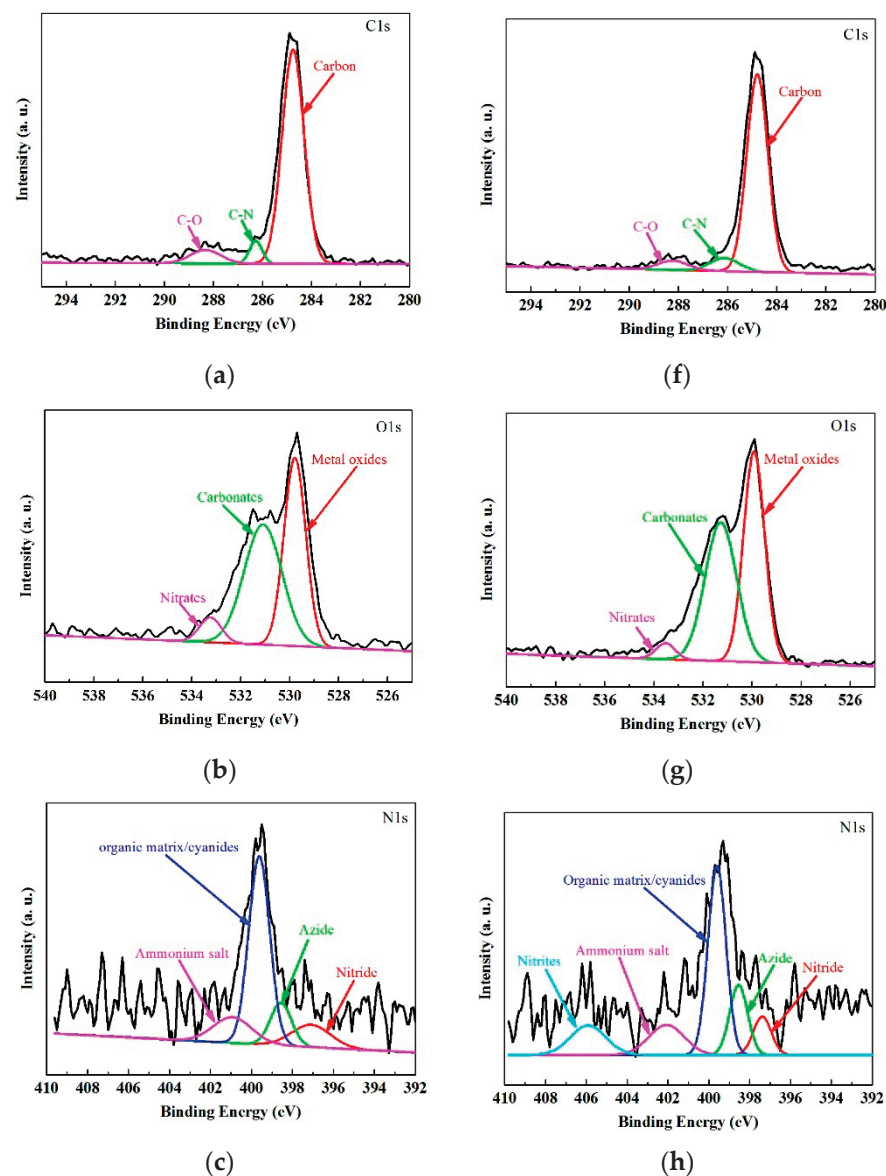 C1s
Carbon
C-N
C-O
Intensity (a. u.)
294 292 290 288 286 284 282 280
Binding Energy (eV)
(a)
C1s
Carbon
C-O
C-N
Intensity (a. u.)
294 292 290 288 286 284 282 280
Binding Energy (eV)
(f)
O1s
Metal oxides
Carbonates
Nitrates
Intensity (a. u.)
540 538 536 534 532 530 528 526
Binding Energy (eV)
(b)
O1s
Metal oxides
Carbonates
Nitrates
Intensity (a. u.)
540 538 536 534 532 530 528 526
Binding Energy (eV)
(g)
N1s
organic matrix/cyanides
Azide
Ammonium salt
Nitride
Intensity (a. u.)
410 408 406 404 402 400 398 396 394 392
Binding Energy (eV)
(c)
N1s
Organic matrix/cyanides
Ammonium salt
Nitrites
Azide
Nitride
Intensity (a. u.)
410 408 406 404 402 400 398 396 394 392
Binding Energy (eV)
(h)